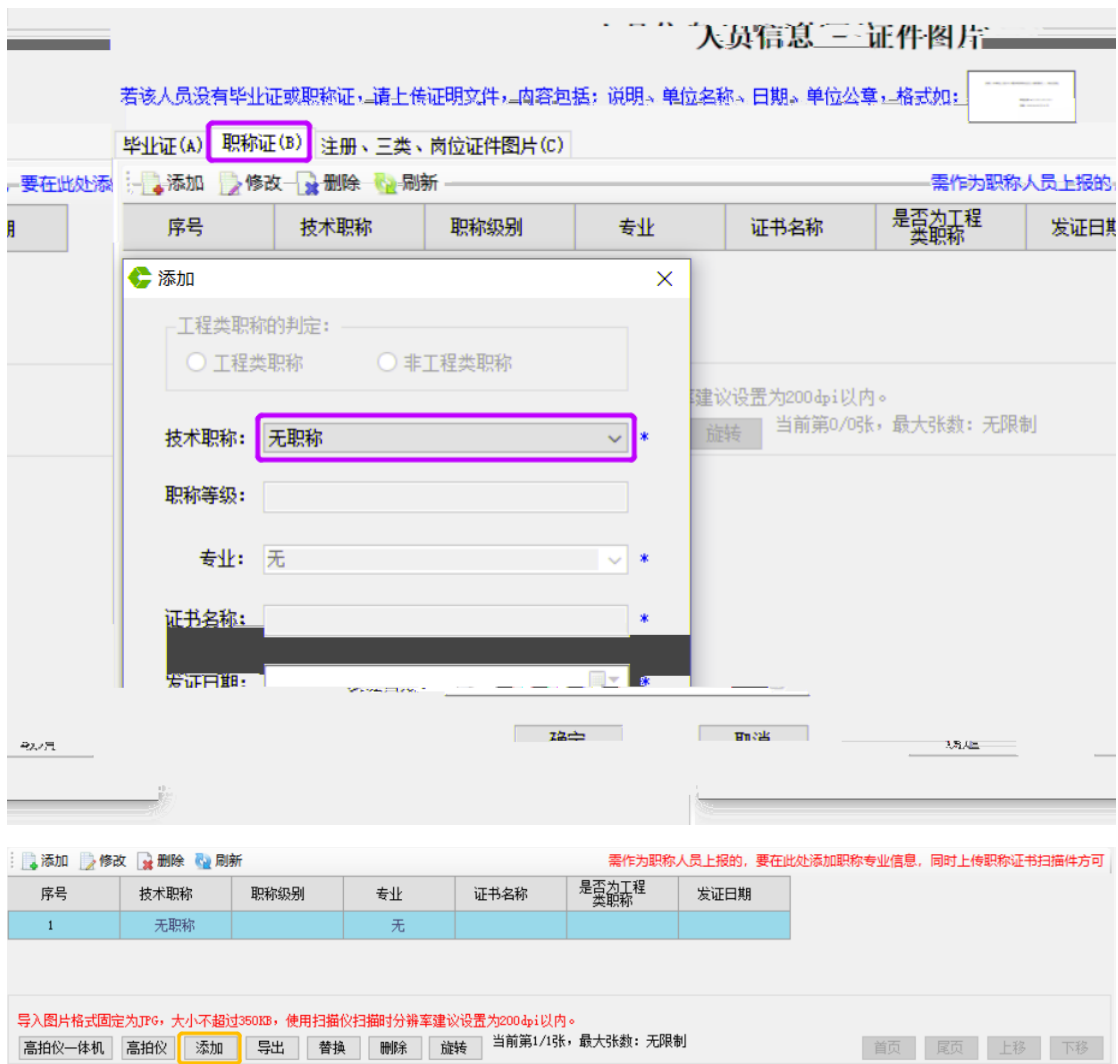 人员信息三 证件图片
若该人员没有毕业证或职称证，请上传证明文件，内容包括；说明、单位名称、日期、单位公章，格式如；
毕业证(A) 职称证(B) 注册、三类、岗位证件图片(C)
要在此处添
添加 修改 删除 刷新 需作为职称人员上报的
序号 技术职称 职称级别 专业 证书名称 是否为工程类职称 发证日期
添加
工程类职称的判定：
工程类职称 非工程类职称
建议设置为200dpi以内。
旋转 当前第0/0张，最大张数：无限制
技术职称： 无职称 *
职称等级：
专业： 无 *
证书名称： *
发证日期： *
确定 取消
添加 修改 删除 刷新 需作为职称人员上报的，要在此处添加职称专业信息，同时上传职称证书扫描件方可
序号 技术职称 职称级别 专业 证书名称 是否为工程类职称 发证日期
1 无职称 无
导入图片格式固定为JPG，大小不超过350KB，使用扫描仪扫描时分辨率建议设置为200dpi以内。
高拍仪一体机 高拍仪 添加 导出 替换 删除 旋转 当前第1/1张，最大张数：无限制 首页 尾页 上移 下移